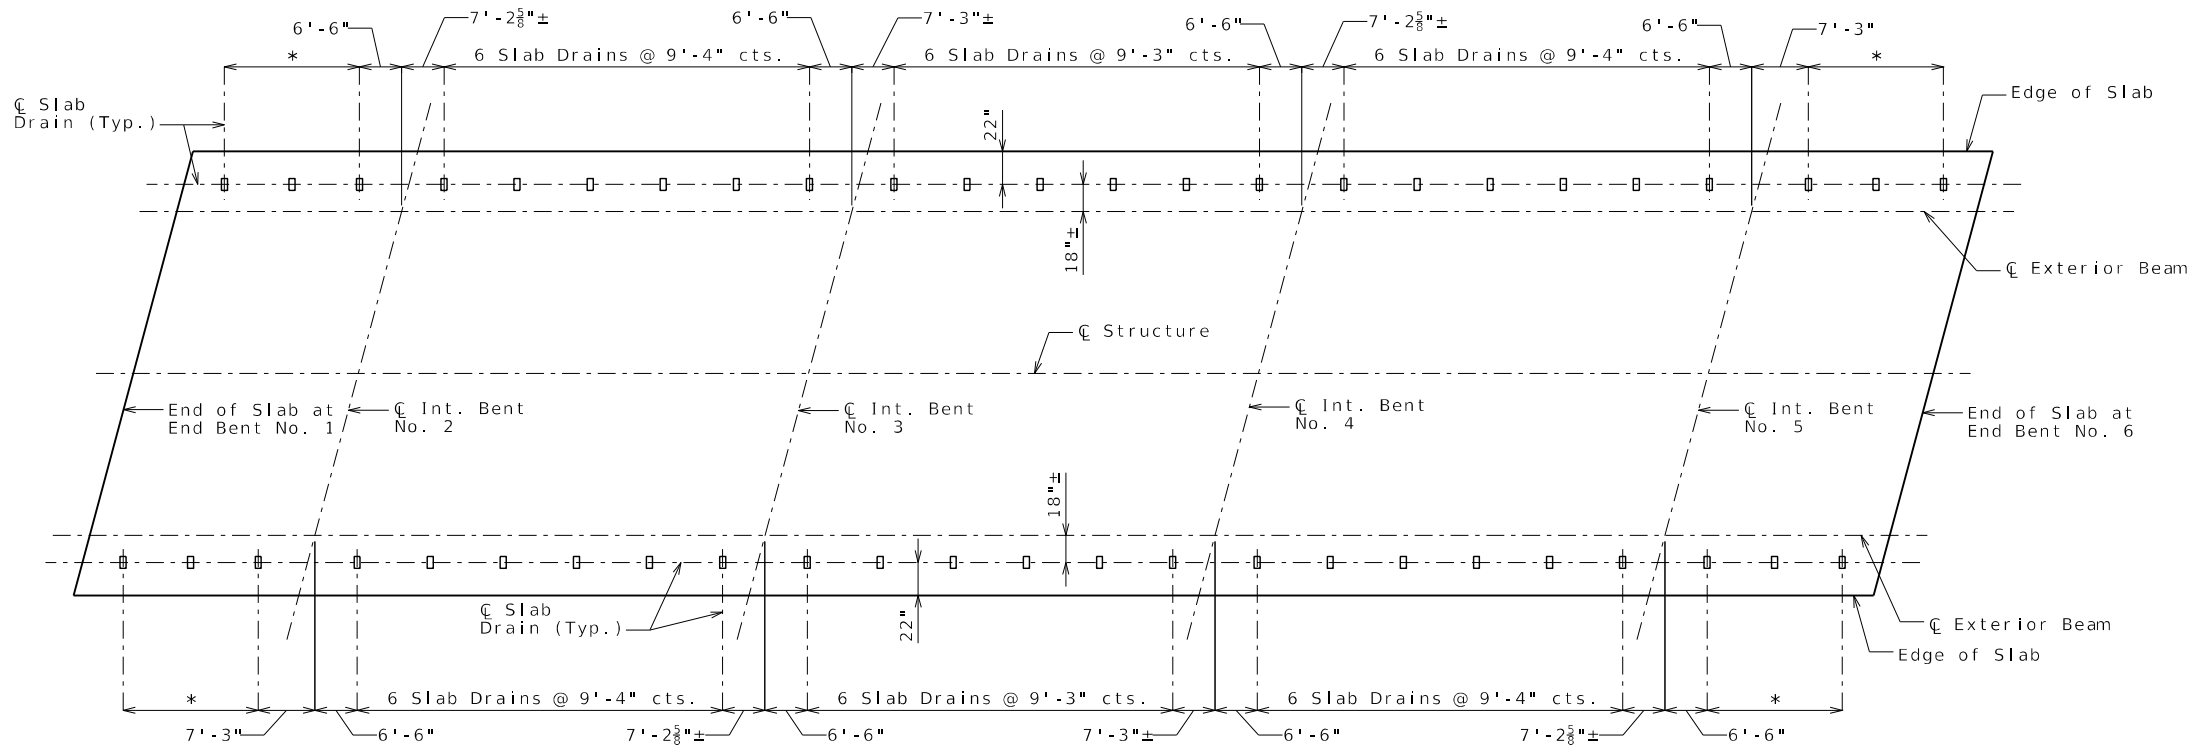 6'-6"
7'-2⅝"±
6'-6"
7'-3"±
6'-6"
7'-2⅝"±
6'-6"
7'-3"
*
6 Slab Drains @ 9'-4" cts.
6 Slab Drains @ 9'-3" cts.
6 Slab Drains @ 9'-4" cts.
*
℄ Slab
Drain (Typ.)
22"
Edge of Slab
18"±
℄ Exterior Beam
℄ Structure
End of Slab at
End Bent No. 1
℄ Int. Bent
No. 2
℄ Int. Bent
No. 3
℄ Int. Bent
No. 4
℄ Int. Bent
No. 5
End of Slab at
End Bent No. 6
18"±
℄ Slab
Drain (Typ.)
22"
℄ Exterior Beam
Edge of Slab
*
6 Slab Drains @ 9'-4" cts.
6 Slab Drains @ 9'-3" cts.
6 Slab Drains @ 9'-4" cts.
*
7'-3"
6'-6"
7'-2⅝"±
6'-6"
7'-3"±
6'-6"
7'-2⅝"±
6'-6"